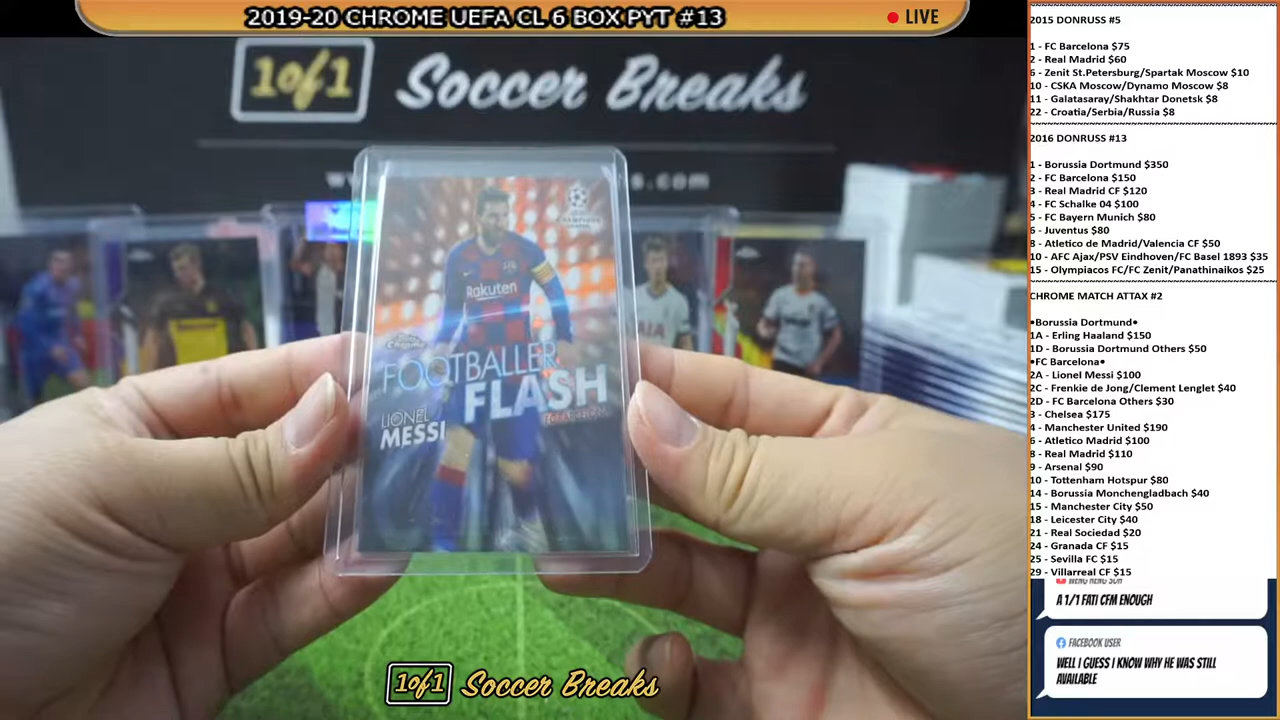 2019-20 CHROME UEFA CL 6 BOX PYT #13
LIVE
1of1 Soccer Breaks
Chrome
FOOTBALLER
FLASH
LIONEL
MESSI
FC BARCELONA
Rakuten
1of1 Soccer Breaks
2015 DONRUSS #5
1 - FC Barcelona $75
2 - Real Madrid $60
6 - Zenit St.Petersburg/Spartak Moscow $10
10 - CSKA Moscow/Dynamo Moscow $8
11 - Galatasaray/Shakhtar Donetsk $8
22 - Croatia/Serbia/Russia $8
2016 DONRUSS #13
1 - Borussia Dortmund $350
2 - FC Barcelona $150
3 - Real Madrid CF $120
4 - FC Schalke 04 $100
5 - FC Bayern Munich $80
6 - Juventus $80
8 - Atletico de Madrid/Valencia CF $50
10 - AFC Ajax/PSV Eindhoven/FC Basel 1893 $35
15 - Olympiacos FC/FC Zenit/Panathinaikos $25
CHROME MATCH ATTAX #2
•Borussia Dortmund•
1A - Erling Haaland $150
1D - Borussia Dortmund Others $50
•FC Barcelona•
2A - Lionel Messi $100
2C - Frenkie de Jong/Clement Lenglet $40
2D - FC Barcelona Others $30
3 - Chelsea $175
4 - Manchester United $190
6 - Atletico Madrid $100
8 - Real Madrid $110
9 - Arsenal $90
10 - Tottenham Hotspur $80
14 - Borussia Monchengladbach $40
15 - Manchester City $50
18 - Leicester City $40
21 - Real Sociedad $20
24 - Granada CF $15
25 - Sevilla FC $15
29 - Villarreal CF $15
WENG HENG SOH
A 1/1 FATI CFM ENOUGH
FACEBOOK USER
WELL I GUESS I KNOW WHY HE WAS STILL
AVAILABLE